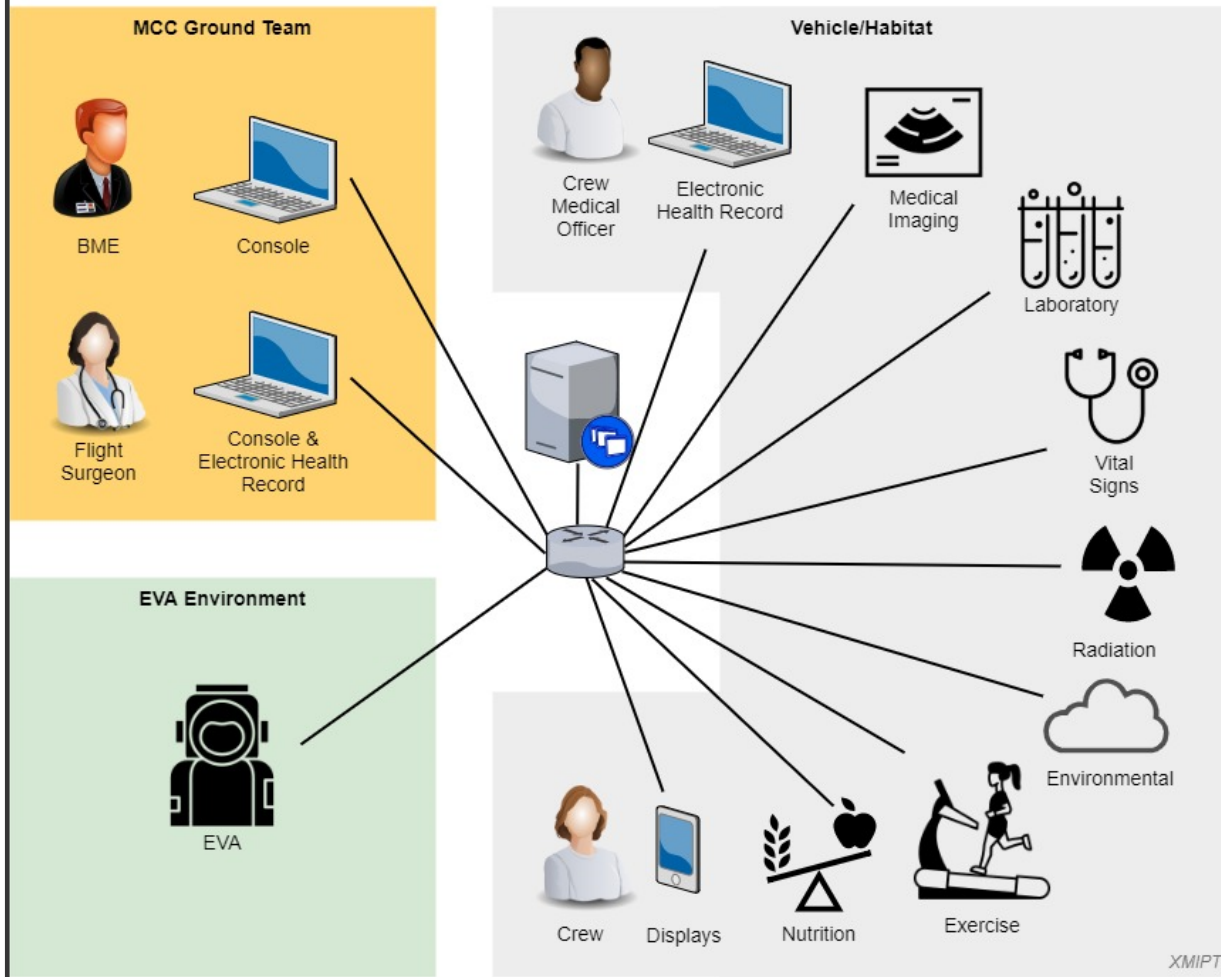 MCC Ground Team
BME
Console
Flight
Surgeon
Console &
Electronic Health
Record
EVA Environment
EVA
Vehicle/Habitat
Crew
Medical
Officer
Electronic
Health Record
Medical
Imaging
Laboratory
Vital
Signs
Radiation
Environmental
Exercise
Nutrition
Displays
Crew
XMIPT